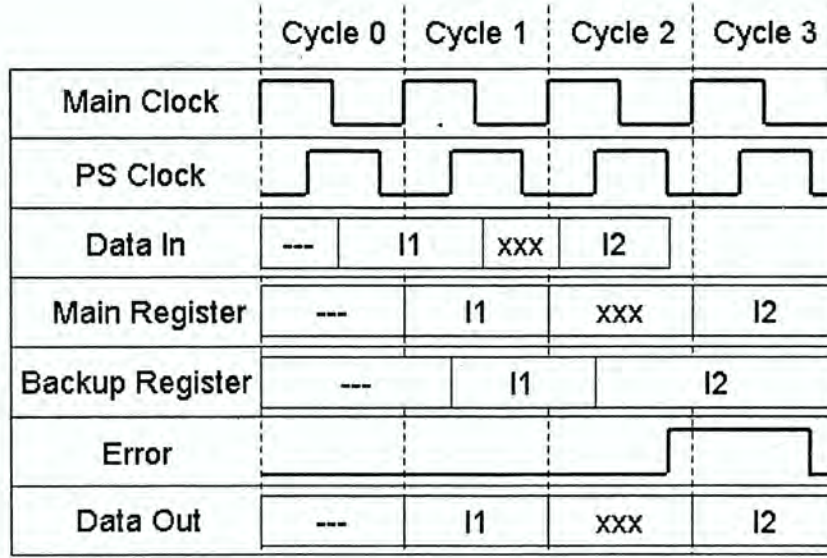 Cycle 0 Cycle 1 Cycle 2 Cycle 3
Main Clock
PS Clock
Data In --- I1 xxx I2
Main Register --- I1 xxx I2
Backup Register --- I1 I2
Error
Data Out --- I1 xxx I2